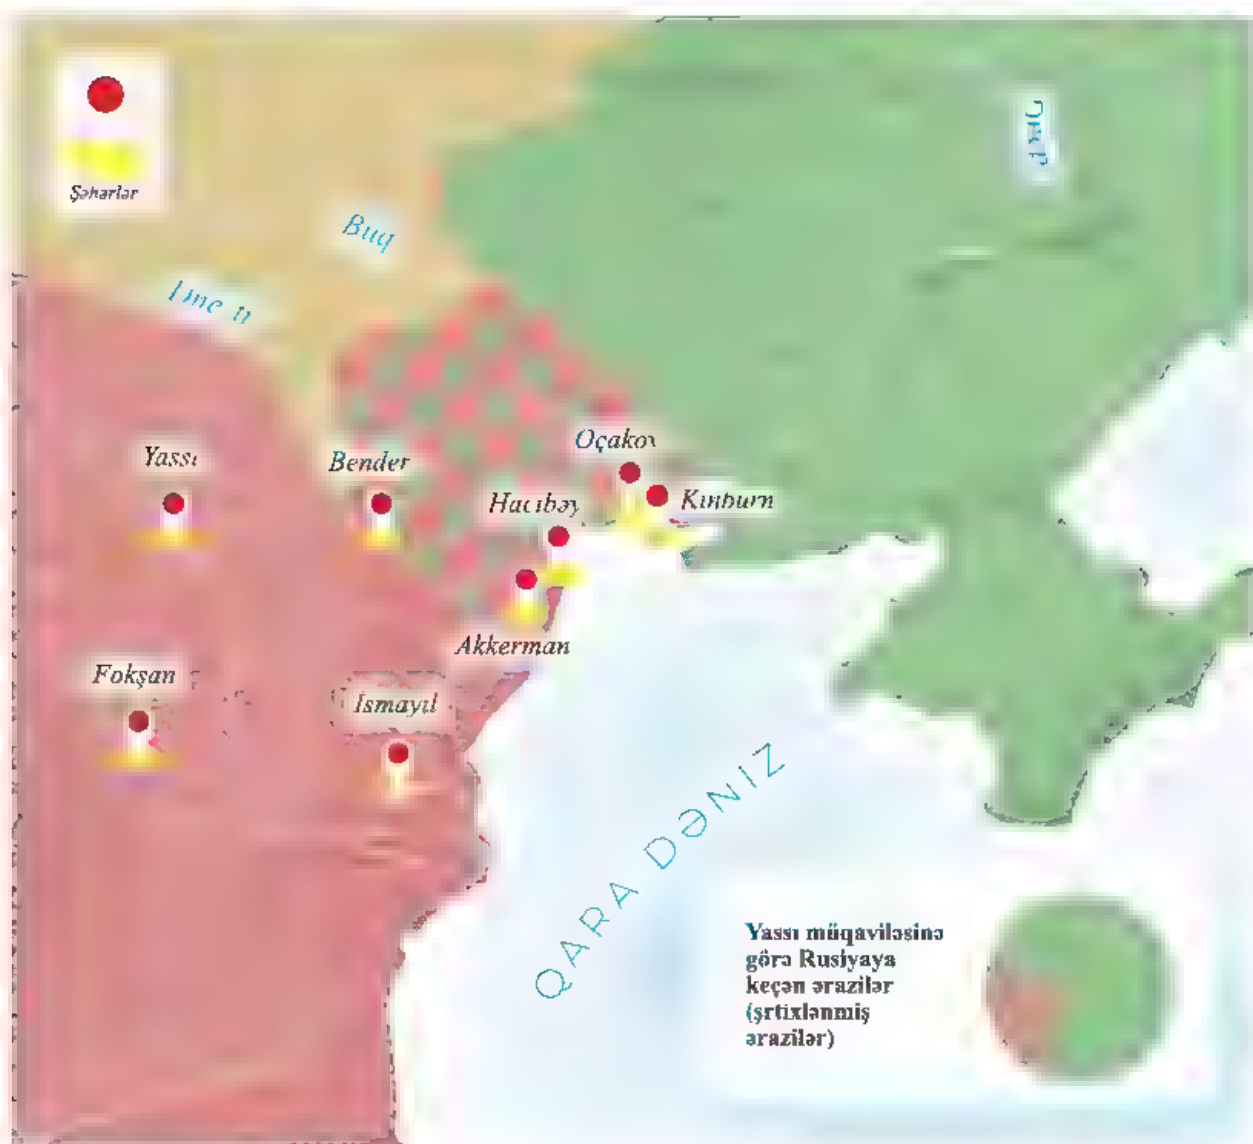 Şəhərlər
Buq
Yassı
Bender
Oçakov
Hacıbəy
Kinburn
Akkerman
Fokşan
İsmayıl
QARA DƏNİZ
Yassı müqaviləsinə
görə Rusiyaya
keçən ərazilər
(ştrixlənmiş
ərazilər)